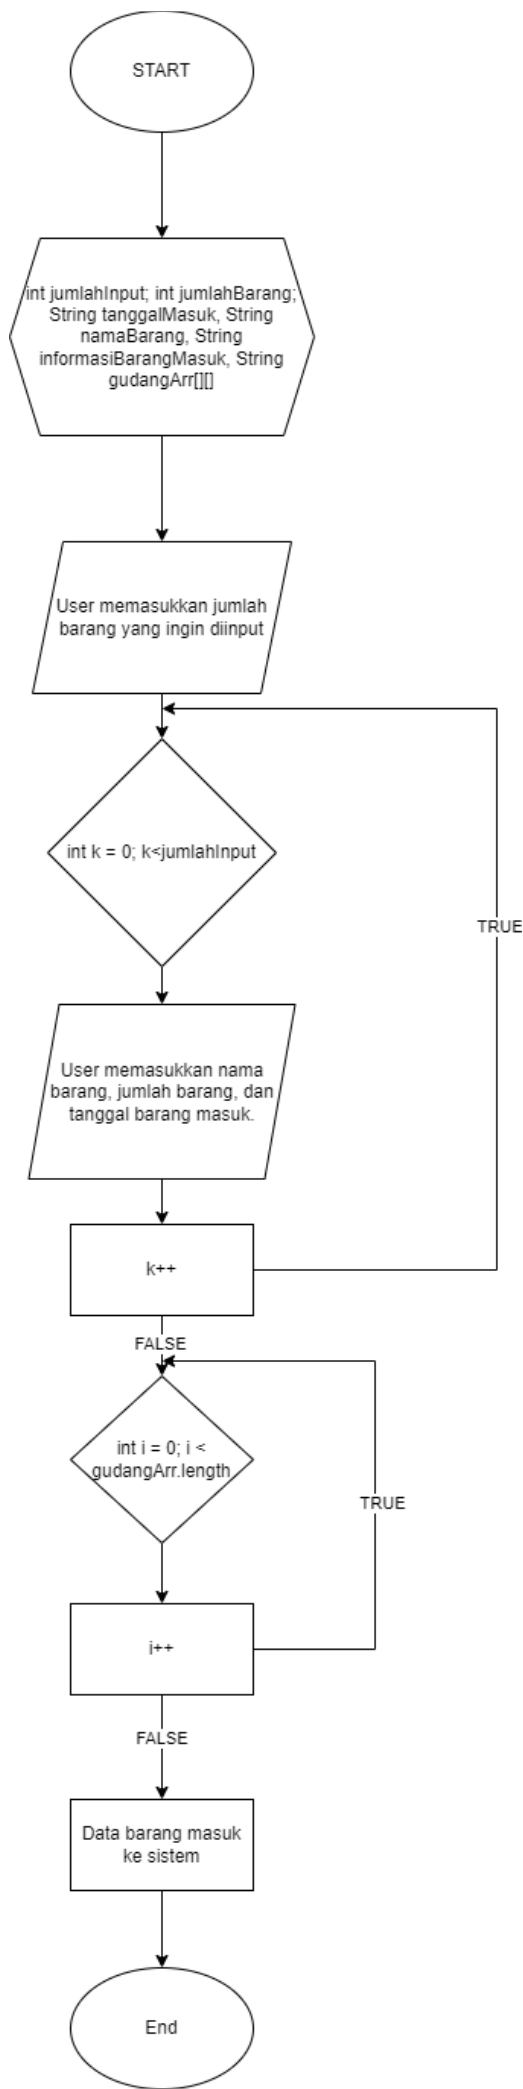 START
int jumlahInput; int jumlahBarang;
String tanggalMasuk, String
namaBarang, String
informasiBarangMasuk, String
gudangArr[][]
User memasukkan jumlah
barang yang ingin diinput
int k = 0; k<jumlahInput
TRUE
User memasukkan nama
barang, jumlah barang, dan
tanggal barang masuk.
k++
FALSE
int i = 0; i <
gudangArr.length
TRUE
i++
FALSE
Data barang masuk
ke sistem
End